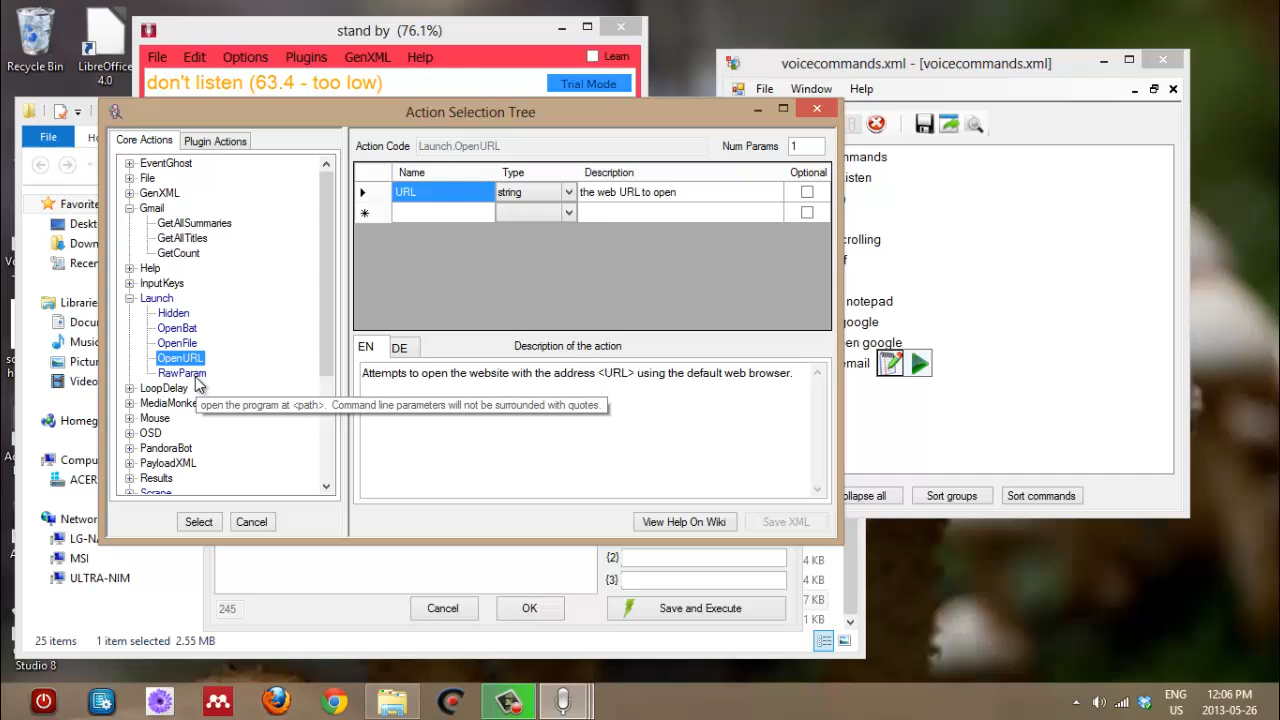 Recycle Bin
LibreOffice
4.0
stand by (76.1%)
File Edit Options Plugins GenXML Help Learn
don't listen (63.4 - too low)
Trial Mode
voicecommands.xml - [voicecommands.xml]
File Window Help
Action Selection Tree
Core Actions Plugin Actions
EventGhost
File
GenXML
Gmail
GetAllSummaries
GetAllTitles
GetCount
Help
InputKeys
Launch
Hidden
OpenBat
OpenFile
OpenURL
RawParam
LoopDelay
MediaMonke
Mouse
OSD
PandoraBot
PayloadXML
Results
Scrape
Select Cancel
Action Code Launch.OpenURL Num Params 1
Name Type Description Optional
URL string the web URL to open
EN DE Description of the action
Attempts to open the website with the address <URL> using the default web browser.
open the program at <path>. Command line parameters will not be surrounded with quotes.
View Help On Wiki Save XML
File
Favorite
Deskt
Down
Recen
Librarie
Docu
Music
Pictur
Video
Homeg
Compu
ACER
Network
LG-N
MSI
ULTRA-NIM
mmands
listen
crolling
f
notepad
google
en google
email
ollapse all Sort groups Sort commands
{2}
{3}
245 Cancel OK Save and Execute
4 KB
4 KB
7 KB
1 KB
25 items 1 item selected 2.55 MB
Studio 8
ENG 12:06 PM
US 2013-05-26